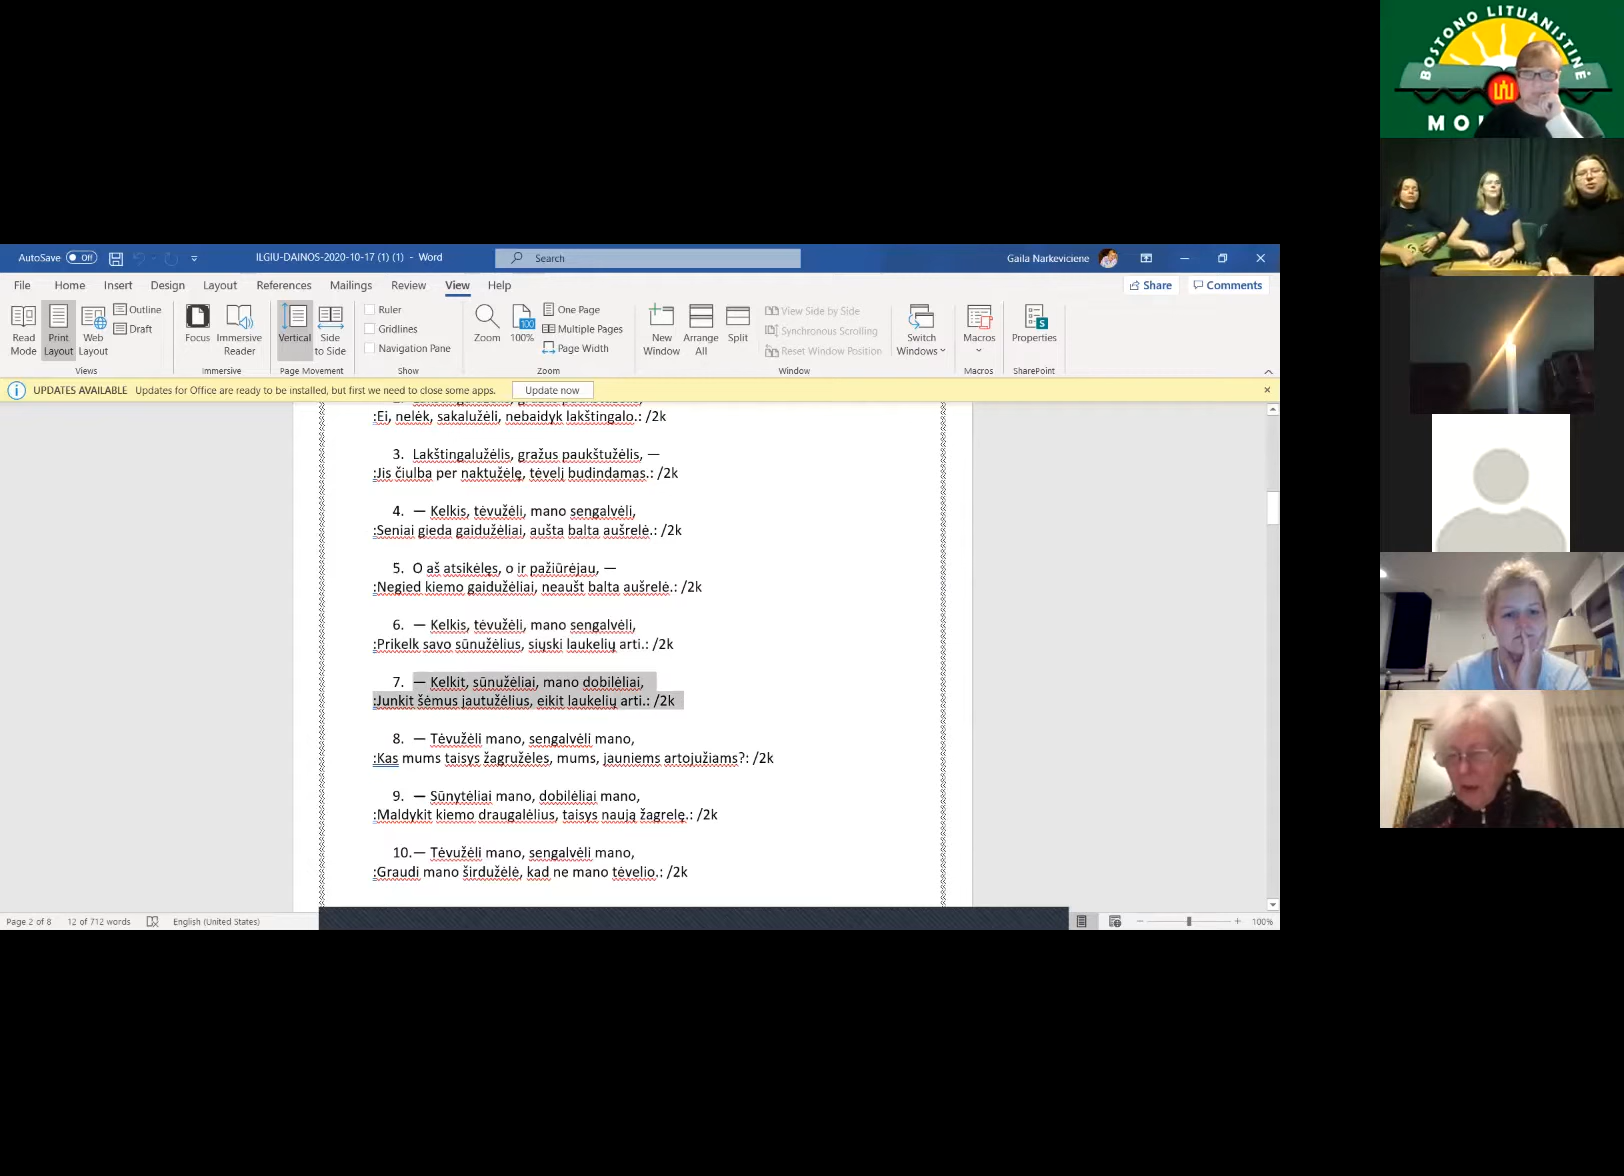 BOSTONO LITUANISTINĖ
AutoSave Off ILGIU-DAINOS-2020-10-17 (1) (1) - Word Search Gaila Narkeviciene
File Home Insert Design Layout References Mailings Review View Help Share Comments
Read Mode
Print Layout
Web Layout
Outline
Draft
Views
Focus
Immersive Reader
Immersive
Vertical
Side to Side
Page Movement
Ruler
Gridlines
Navigation Pane
Show
Zoom
100%
One Page
Multiple Pages
Page Width
Zoom
New Window
Arrange All
Split
View Side by Side
Synchronous Scrolling
Reset Window Position
Window
Switch Windows
Macros
Macros
Properties
SharePoint
UPDATES AVAILABLE Updates for Office are ready to be installed, but first we need to close some apps. Update now
:Ei, nelėk, sakalužėli, nebaidyk lakštingalo.: /2k
3. Lakštingalužėlis, gražus paukštužėlis, —
:Jis čiulba per naktužėlę, tėvelį budindamas.: /2k
4. — Kelkis, tėvužėli, mano sengalvėli,
:Seniai gieda gaidužėliai, aušta balta aušrelė.: /2k
5. O aš atsikėlęs, o ir pažiūrėjau, —
:Negied kiemo gaidužėliai, neaušt balta aušrelė.: /2k
6. — Kelkis, tėvužėli, mano sengalvėli,
:Prikelk savo sūnužėlius, siųski laukelių arti.: /2k
7. — Kelkit, sūnužėliai, mano dobilėliai,
:Junkit šėmus jautužėlius, eikit laukelių arti.: /2k
8. — Tėvužėli mano, sengalvėli mano,
:Kas mums taisys žagružėles, mums, jauniems artojužiams?: /2k
9. — Sūnytėliai mano, dobilėliai mano,
:Maldykit kiemo draugalėlius, taisys naują žagrelę.: /2k
10. — Tėvužėli mano, sengalvėli mano,
:Graudi mano širdužėlė, kad ne mano tėvelio.: /2k
Page 2 of 8 12 of 712 words English (United States) 100%